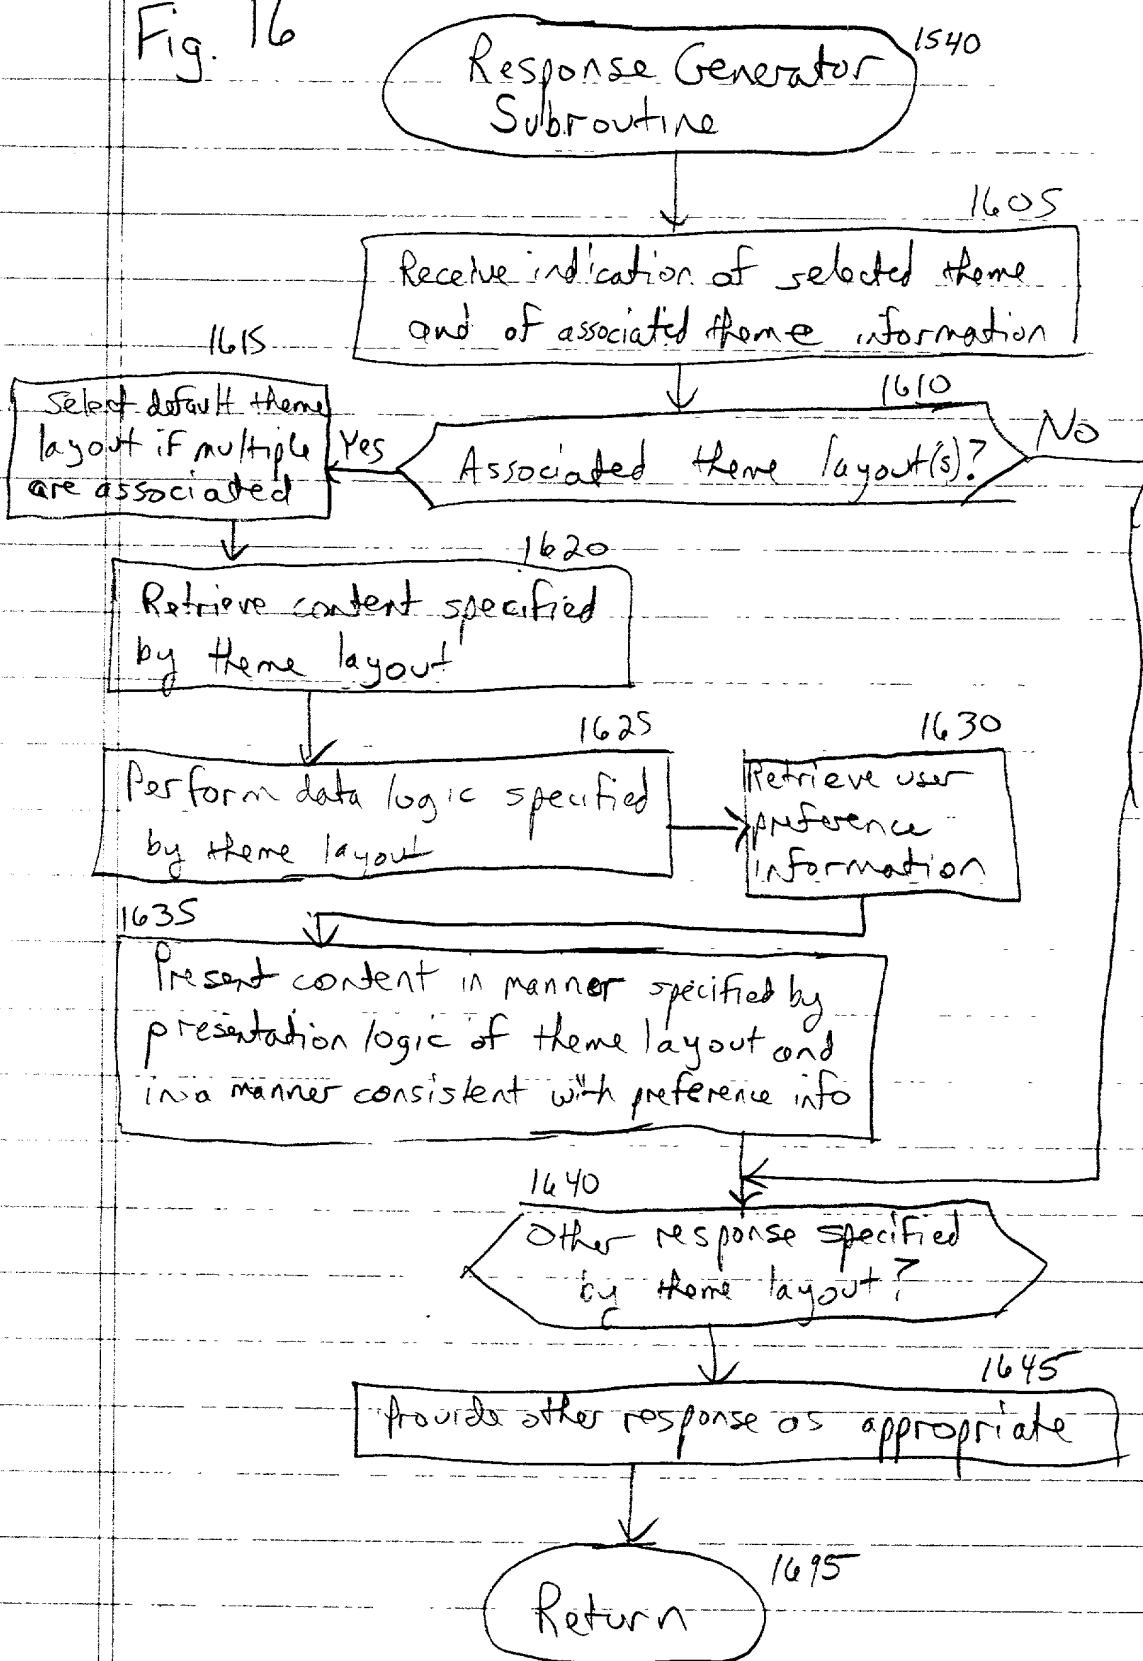 Fig. 16
Response Generator
Subroutine
1540
1605
Receive indication of selected theme
and of associated theme information
1610
Associated theme layout(s)?
Yes
No
1615
Select default theme
layout if multiple
are associated
1620
Retrieve content specified
by theme layout
1625
Perform data logic specified
by theme layout
1630
Retrieve user
preference
information
1635
Present content in manner specified by
presentation logic of theme layout and
in a manner consistent with preference info
1640
Other response specified
by theme layout?
1645
Provide other response as appropriate
1695
Return